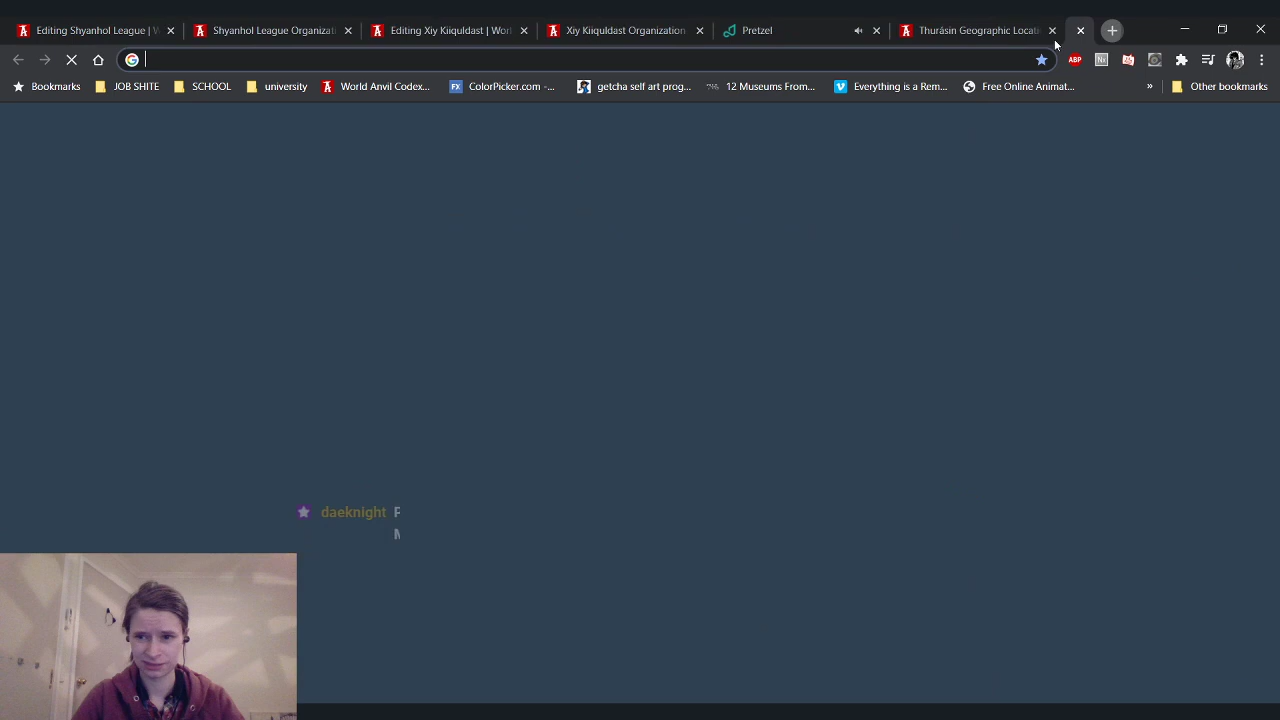 Editing Shyanhol League | W
Shyanhol League Organizati
Editing Xiy Kiiquldast | Worl
Xiy Kiiquldast Organization
Pretzel
Thurásin Geographic Locati
G
ABP
Bookmarks
JOB SHITE
SCHOOL
university
World Anvil Codex...
FX
ColorPicker.com -...
getcha self art prog...
12 Museums From...
Everything is a Rem...
Free Online Animat...
»
Other bookmarks
daeknight